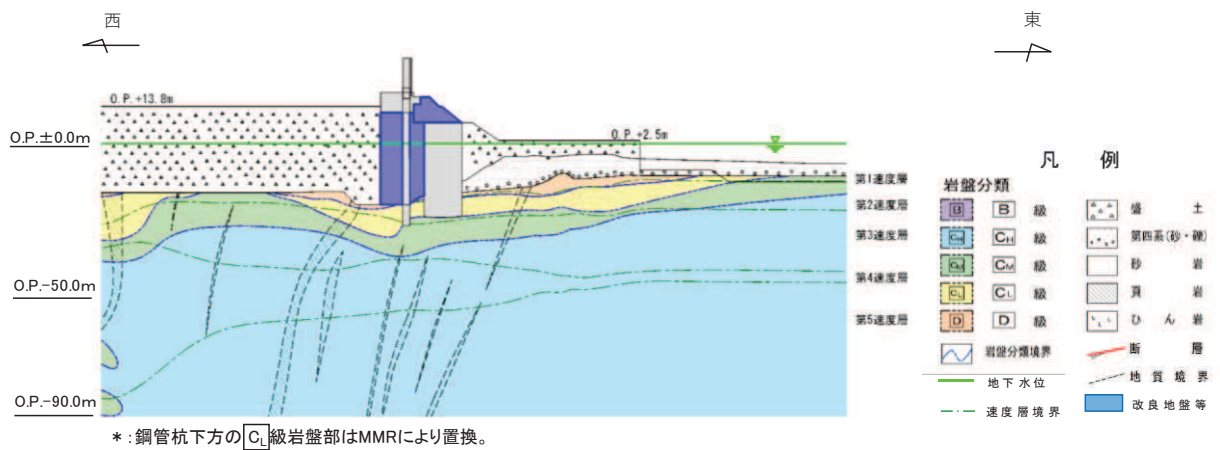 西
東
O.P.+13.8m
O.P.±0.0m
O.P.+2.5m
第1速度層
第2速度層
第3速度層
第4速度層
第5速度層
O.P.-50.0m
O.P.-90.0m
凡 例
岩盤分類
B B 級
CH CH 級
CM CM 級
CL CL 級
D D 級
岩盤分類境界
地下水位
速度層境界
盛 土
第四系(砂・礫)
砂 岩
頁 岩
ひ ん 岩
断 層
地 質 境 界
改良地盤等
*:鋼管杭下方のCL級岩盤部はMMRにより置換。